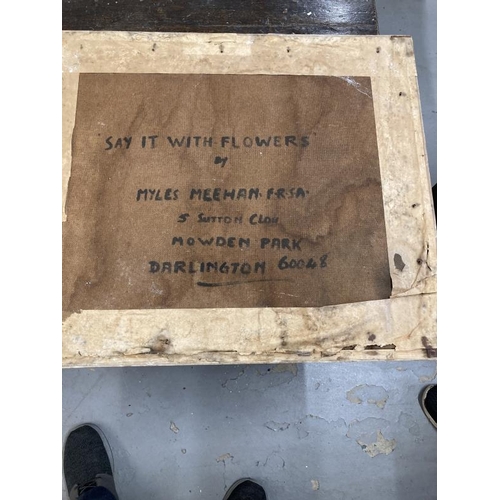 "SAY IT WITH-FLOWERS"
BY
MYLES MEEHAN·F·R·S·A·
5 SUTTON CLOSE
MOWDEN PARK
DARLINGTON 60048